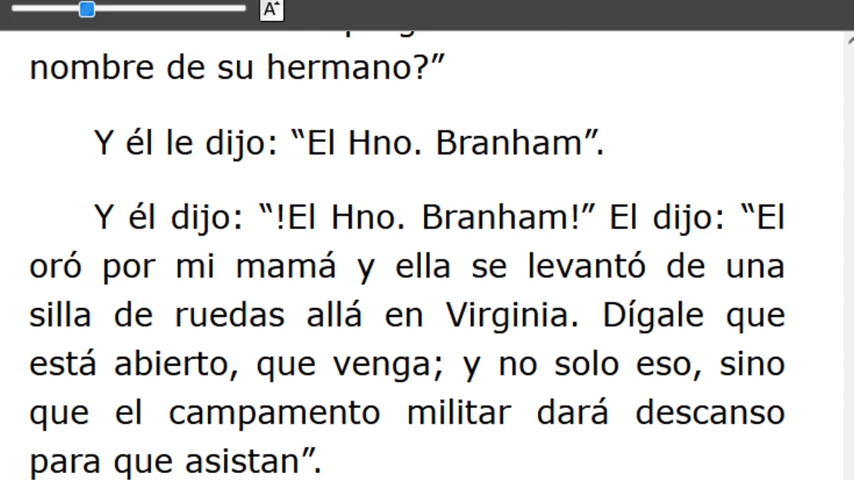 A
nombre de su hermano?”
Y él le dijo: “El Hno. Branham”.
Y él dijo: “!El Hno. Branham!” El dijo: “El
oró por mi mamá y ella se levantó de una
silla de ruedas allá en Virginia. Dígale que
está abierto, que venga; y no solo eso, sino
que el campamento militar dará descanso
para que asistan”.